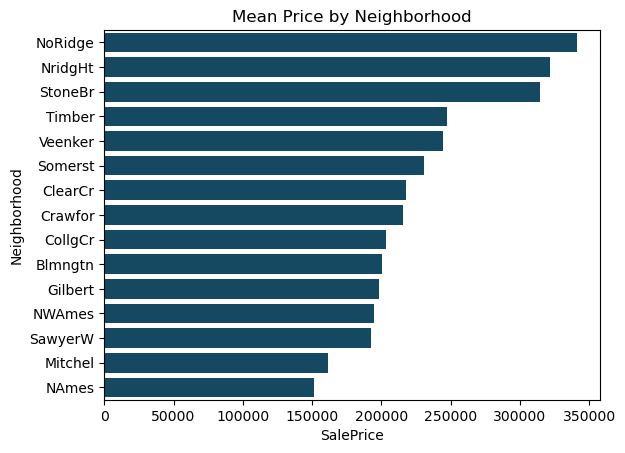 Mean Price by Neighborhood
NoRidge
NridgHt
StoneBr
Timber
Veenker
Somerst
ClearCr
Crawfor
CollgCr
Blmngtn
Gilbert
NWAmes
SawyerW
Mitchel
NAmes
Neighborhood
0 50000 100000 150000 200000 250000 300000 350000
SalePrice